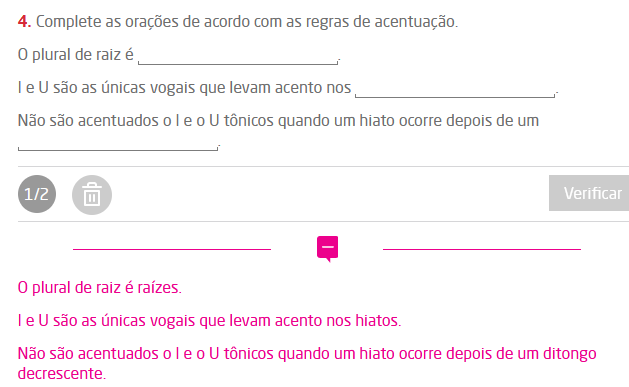 4. Complete as orações de acordo com as regras de acentuação.
O plural de raiz é .
I e U são as únicas vogais que levam acento nos .
Não são acentuados o I e o U tônicos quando um hiato ocorre depois de um
.
1/2
Verificar
O plural de raiz é raízes.
I e U são as únicas vogais que levam acento nos hiatos.
Não são acentuados o I e o U tônicos quando um hiato ocorre depois de um ditongo
decrescente.